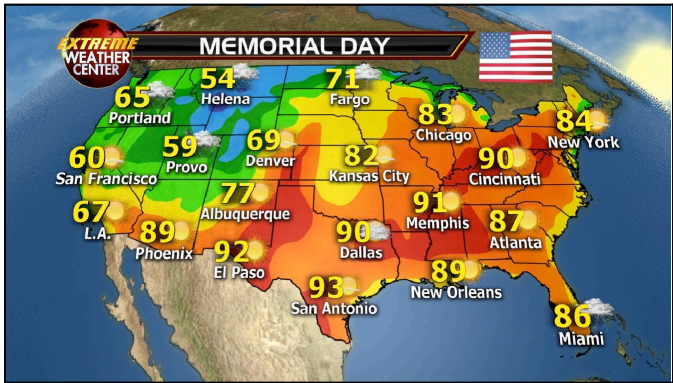 EXTREME
WEATHER
CENTER
MEMORIAL DAY
54
Helena
71
Fargo
65
Portland
83
Chicago
84
New York
59
Provo
69
Denver
60
San Francisco
82
Kansas City
90
Cincinnati
77
Albuquerque
67
L.A.
89
Phoenix
91
Memphis
87
Atlanta
92
El Paso
90
Dallas
89
New Orleans
93
San Antonio
86
Miami